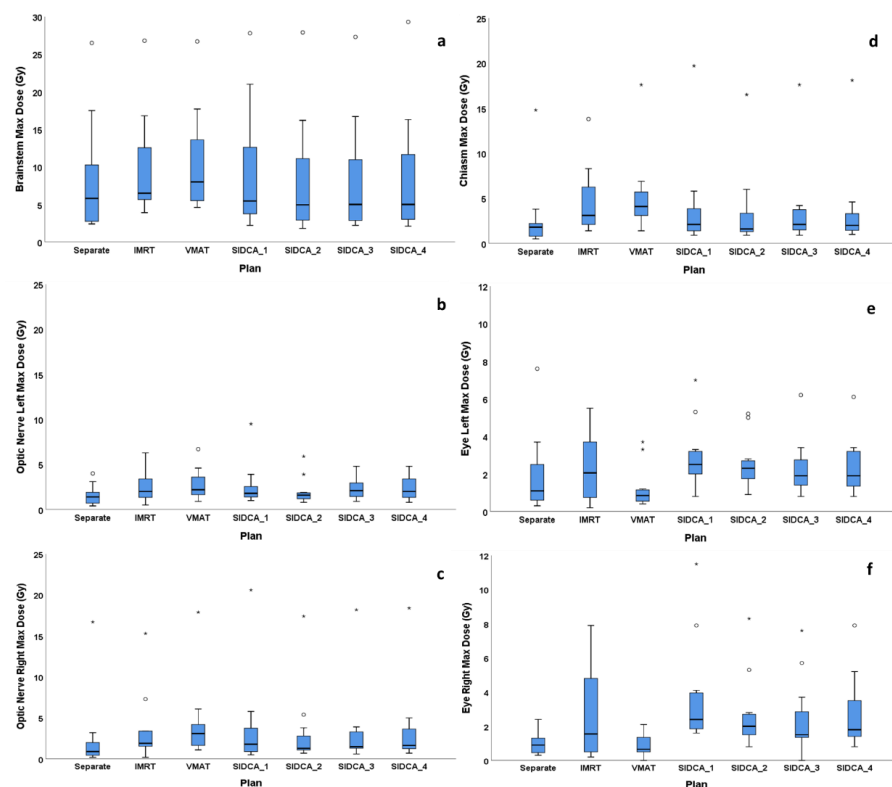 a
Brainstem Max Dose (Gy)
30
25
20
15
10
5
0
Separate IMRT VMAT SIDCA_1 SIDCA_2 SIDCA_3 SIDCA_4
Plan
b
Optic Nerve Left Max Dose (Gy)
25
20
15
10
5
0
Separate IMRT VMAT SIDCA_1 SIDCA_2 SIDCA_3 SIDCA_4
Plan
c
Optic Nerve Right Max Dose (Gy)
25
20
15
10
5
0
Separate IMRT VMAT SIDCA_1 SIDCA_2 SIDCA_3 SIDCA_4
Plan
d
Chiasm Max Dose (Gy)
25
20
15
10
5
0
Separate IMRT VMAT SIDCA_1 SIDCA_2 SIDCA_3 SIDCA_4
Plan
e
Eye Left Max Dose (Gy)
12
10
8
6
4
2
0
Separate IMRT VMAT SIDCA_1 SIDCA_2 SIDCA_3 SIDCA_4
Plan
f
Eye Right Max Dose (Gy)
12
10
8
6
4
2
0
Separate IMRT VMAT SIDCA_1 SIDCA_2 SIDCA_3 SIDCA_4
Plan